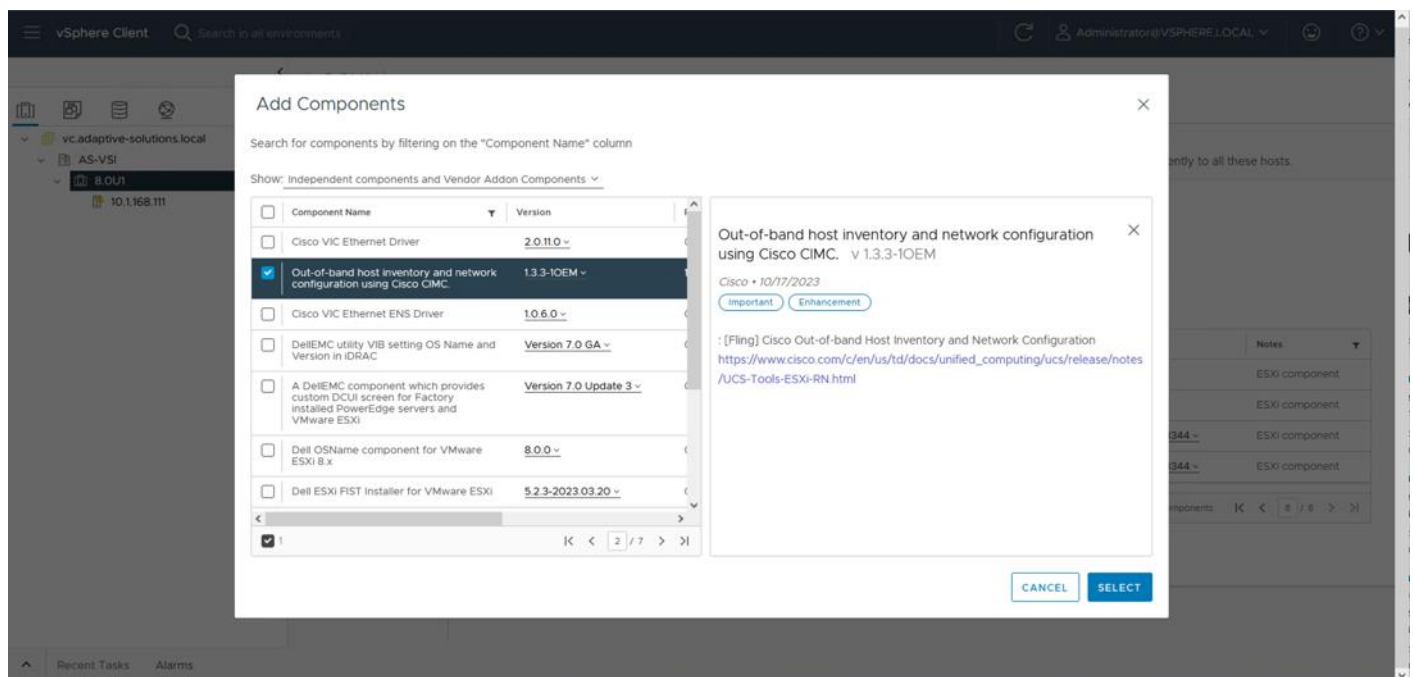 vSphere Client
Search in all environments
Administrator@VSPHERE.LOCAL
vc.adaptive-solutions.local
AS-VSI
8.0U1
10.1.168.111
Add Components
Search for components by filtering on the "Component Name" column
Show: Independent components and Vendor Addon Components
Component Name
Version
Cisco VIC Ethernet Driver
2.0.11.0
Out-of-band host inventory and network
configuration using Cisco CIMC.
1.3.3-1OEM
Cisco VIC Ethernet ENS Driver
1.0.6.0
DellEMC utility VIB setting OS Name and
Version in iDRAC
Version 7.0 GA
A DellEMC component which provides
custom DCUI screen for Factory
installed PowerEdge servers and
VMware ESXi
Version 7.0 Update 3
Dell OSName component for VMware
ESXi 8.x
8.0.0
Dell ESXi FIST Installer for VMware ESXi
5.2.3-2023.03.20
1
2 / 7
Out-of-band host inventory and network configuration
using Cisco CIMC. v 1.3.3-1OEM
Cisco • 10/17/2023
Important
Enhancement
: [Fling] Cisco Out-of-band Host Inventory and Network Configuration
https://www.cisco.com/c/en/us/td/docs/unified_computing/ucs/release/notes
/UCS-Tools-ESXi-RN.html
CANCEL
SELECT
to all these hosts.
Notes
ESXi component
ESXi component
ESXi component
ESXi component
Recent Tasks
Alarms